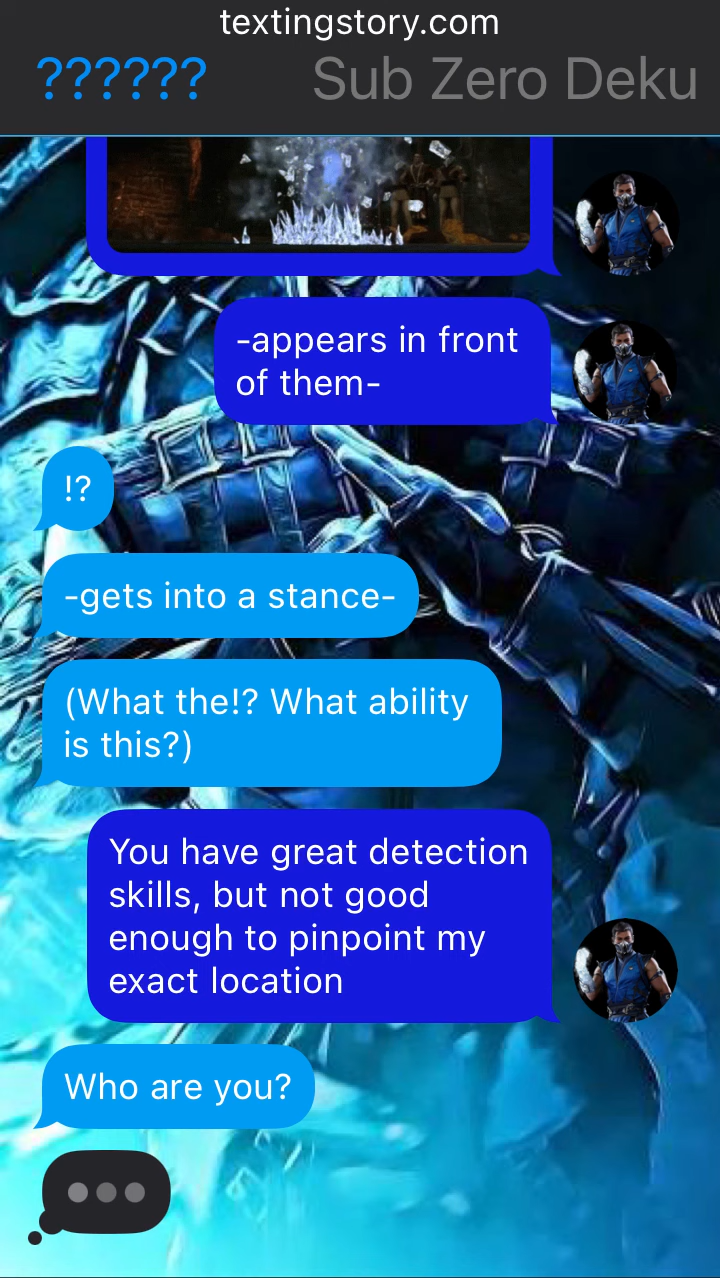 textingstory.com
?????? Sub Zero Deku
-appears in front
of them-
!?
-gets into a stance-
(What the!? What ability
is this?)
You have great detection
skills, but not good
enough to pinpoint my
exact location
Who are you?